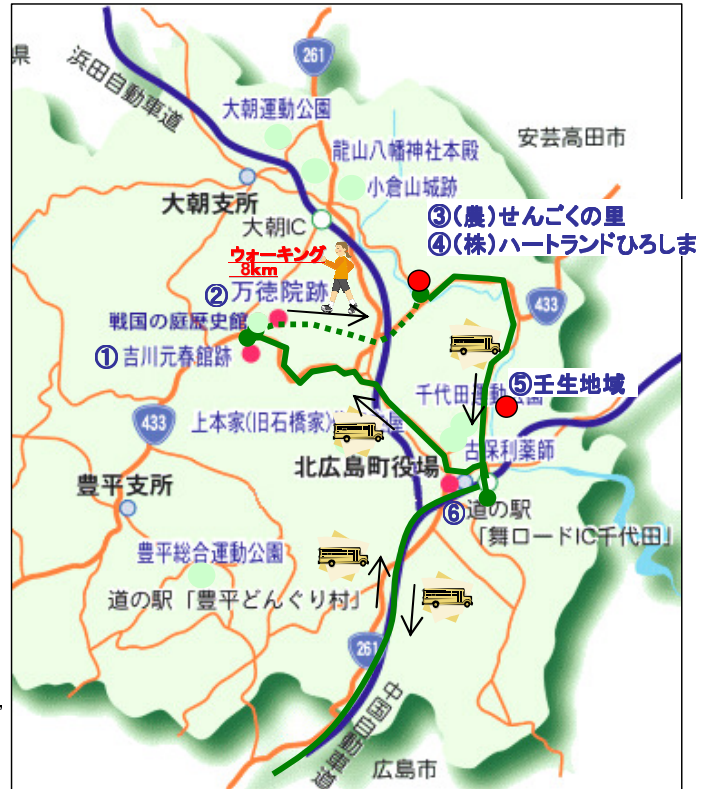 県
浜田自動車道
261
大朝運動公園
安芸高田市
龍山八幡神社本殿
小倉山城跡
大朝支所
大朝IC
③(農)せんごくの里
④(株)ハートランドひろしま
ウォーキング
8km
②万徳院跡
戦国の庭歴史館
①吉川元春館跡
433
⑤壬生地域
千代田運動公園
433
上本家(旧石橋家)
屋
古保利薬師
北広島町役場
豊平支所
⑥道の駅
「舞ロードIC千代田」
豊平総合運動公園
道の駅「豊平どんぐり村」
261
中国自動車道
広島市